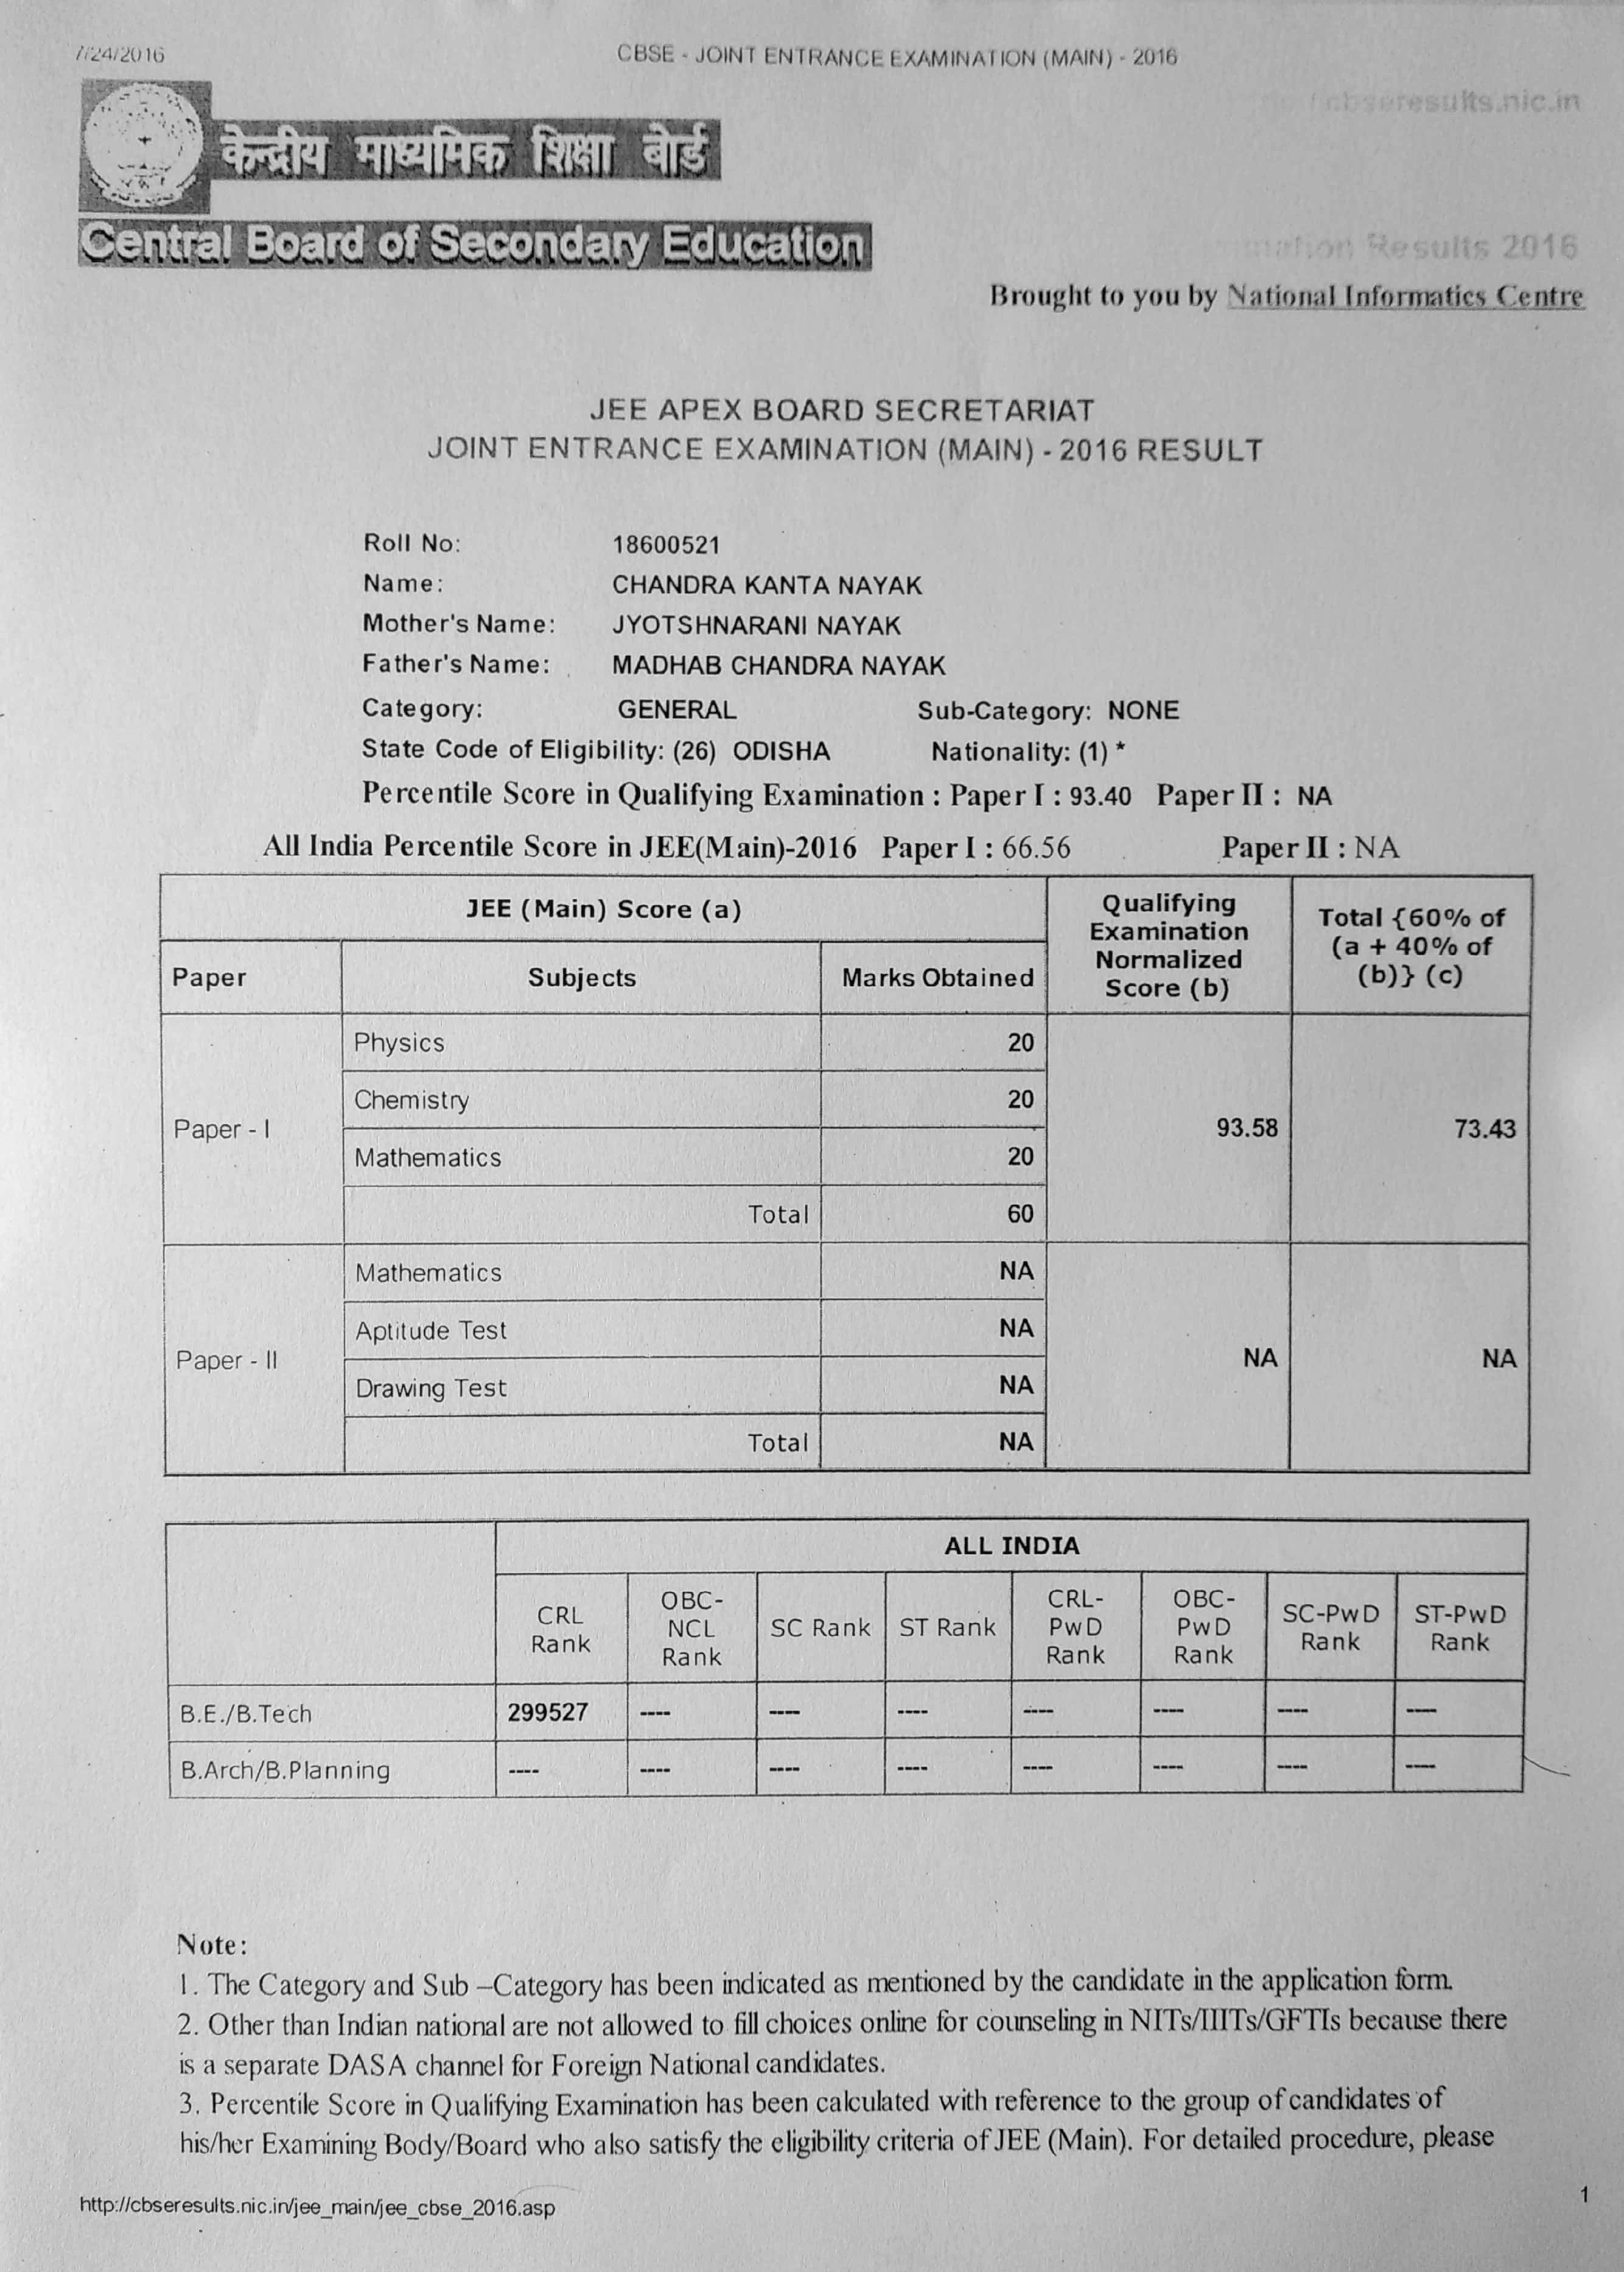 7/24/2016
CBSE - JOINT ENTRANCE EXAMINATION (MAIN) - 2016
cbseresults.nic.in
केन्द्रीय माध्यमिक शिक्षा बोर्ड
Central Board of Secondary Education
Results 2016
Brought to you by National Informatics Centre
JEE APEX BOARD SECRETARIAT
JOINT ENTRANCE EXAMINATION (MAIN) - 2016 RESULT
Roll No: 18600521
Name: CHANDRA KANTA NAYAK
Mother's Name: JYOTSHNARANI NAYAK
Father's Name: MADHAB CHANDRA NAYAK
Category: GENERAL Sub-Category: NONE
State Code of Eligibility: (26) ODISHA Nationality: (1) *
Percentile Score in Qualifying Examination : Paper I : 93.40 Paper II : NA
All India Percentile Score in JEE(Main)-2016 Paper I : 66.56 Paper II : NA
JEE (Main) Score (a)
Qualifying
Examination
Normalized
Score (b)
Total {60% of
(a + 40% of
(b)} (c)
Paper Subjects Marks Obtained
Paper - I
Physics 20
Chemistry 20
Mathematics 20
Total 60
93.58 73.43
Paper - II
Mathematics NA
Aptitude Test NA
Drawing Test NA
Total NA
NA NA
ALL INDIA
CRL
Rank
OBC-
NCL
Rank
SC Rank
ST Rank
CRL-
PwD
Rank
OBC-
PwD
Rank
SC-PwD
Rank
ST-PwD
Rank
B.E./B.Tech 299527 ---- ---- ---- ---- ---- ---- ----
B.Arch/B.Planning ---- ---- ---- ---- ---- ---- ---- ----
Note:
1. The Category and Sub –Category has been indicated as mentioned by the candidate in the application form.
2. Other than Indian national are not allowed to fill choices online for counseling in NITs/IIITs/GFTIs because there
is a separate DASA channel for Foreign National candidates.
3. Percentile Score in Qualifying Examination has been calculated with reference to the group of candidates of
his/her Examining Body/Board who also satisfy the eligibility criteria of JEE (Main). For detailed procedure, please
http://cbseresults.nic.in/jee_main/jee_cbse_2016.asp
1